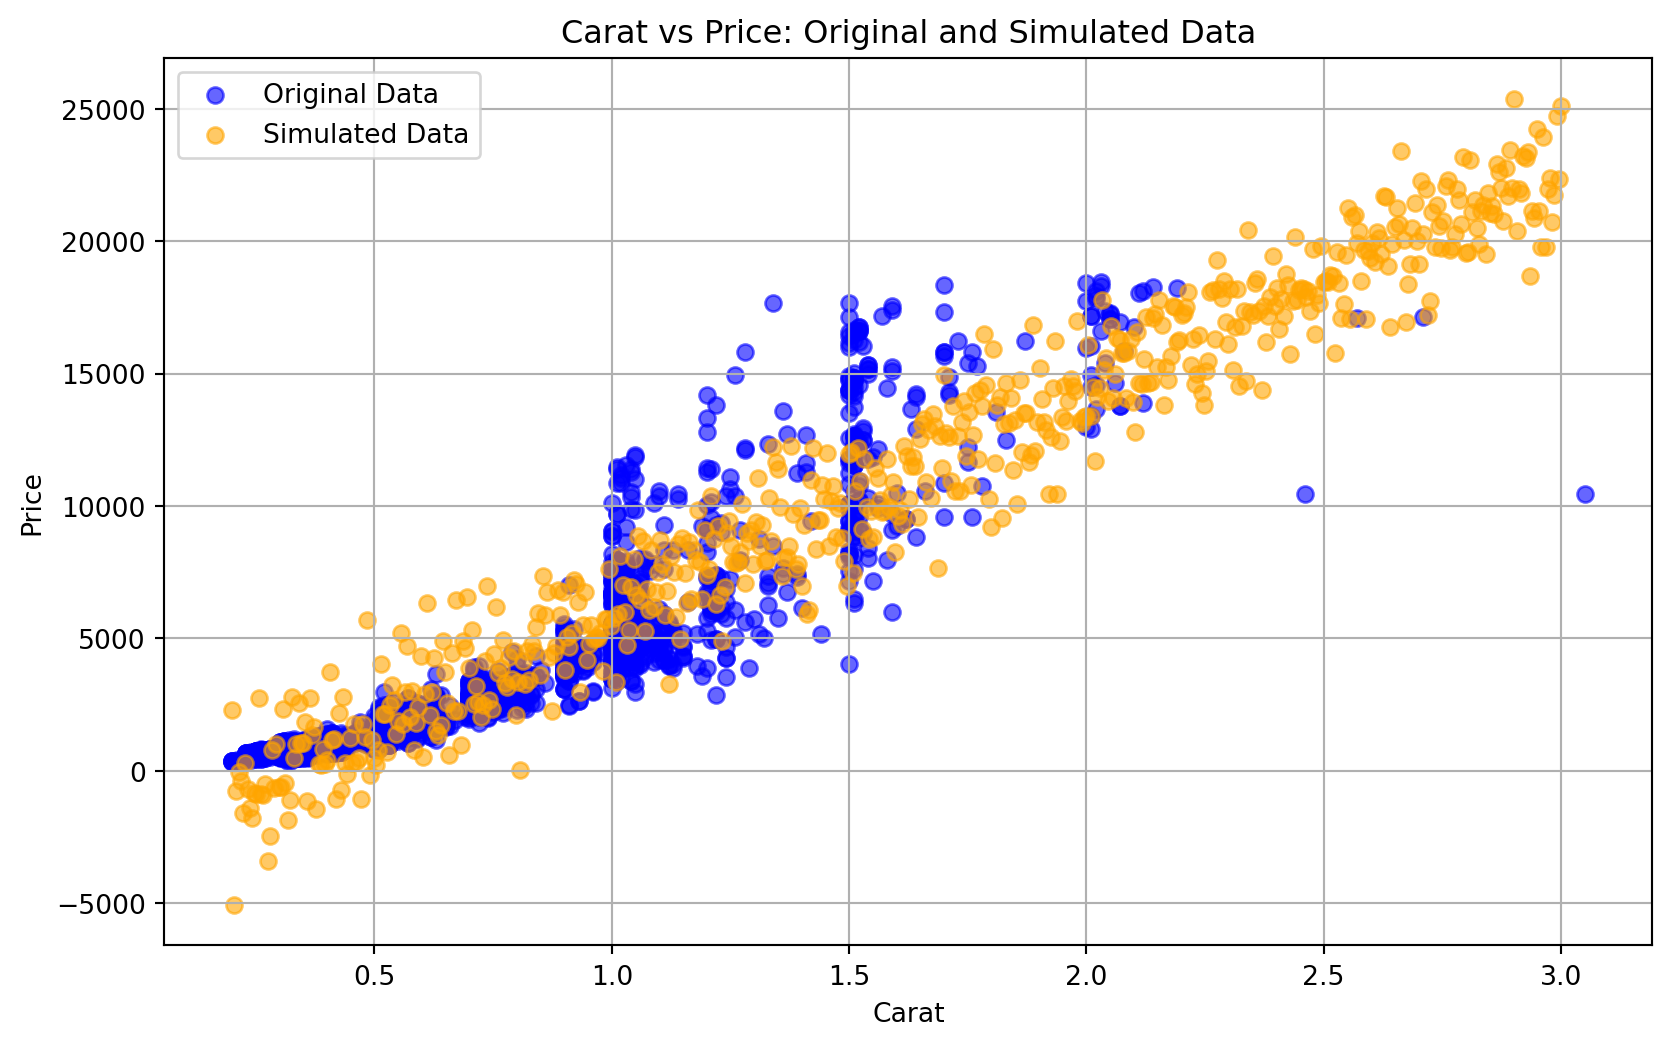 Carat vs Price: Original and Simulated Data
Original Data
Simulated Data
Price
25000
20000
15000
10000
5000
0
−5000
0.5 1.0 1.5 2.0 2.5 3.0
Carat